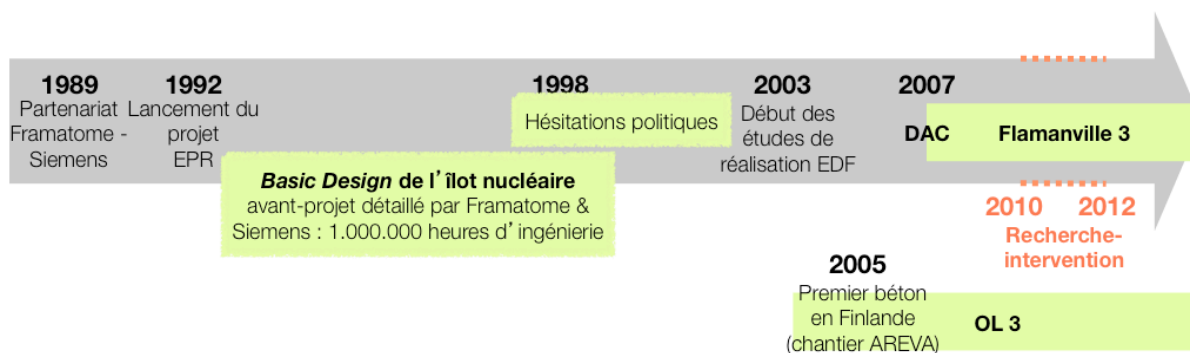 1989
Partenariat
Framatome -
Siemens
1992
Lancement du
projet
EPR
Basic Design de l'îlot nucléaire
avant-projet détaillé par Framatome &
Siemens : 1.000.000 heures d'ingénierie
1998
Hésitations politiques
2003
Début des
études de
réalisation EDF
2007
DAC
Flamanville 3
2010 2012
Recherche-
intervention
2005
Premier béton
en Finlande
(chantier AREVA)
OL 3